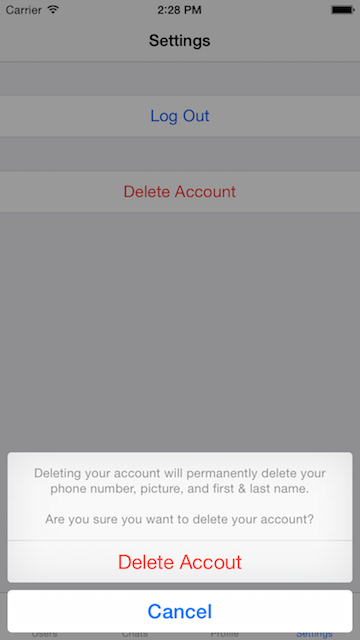 Carrier 2:28 PM
Settings
Log Out
Delete Account
Deleting your account will permanently delete your
phone number, picture, and first & last name.
Are you sure you want to delete your account?
Delete Accout
Cancel
Users Chats Profile Settings